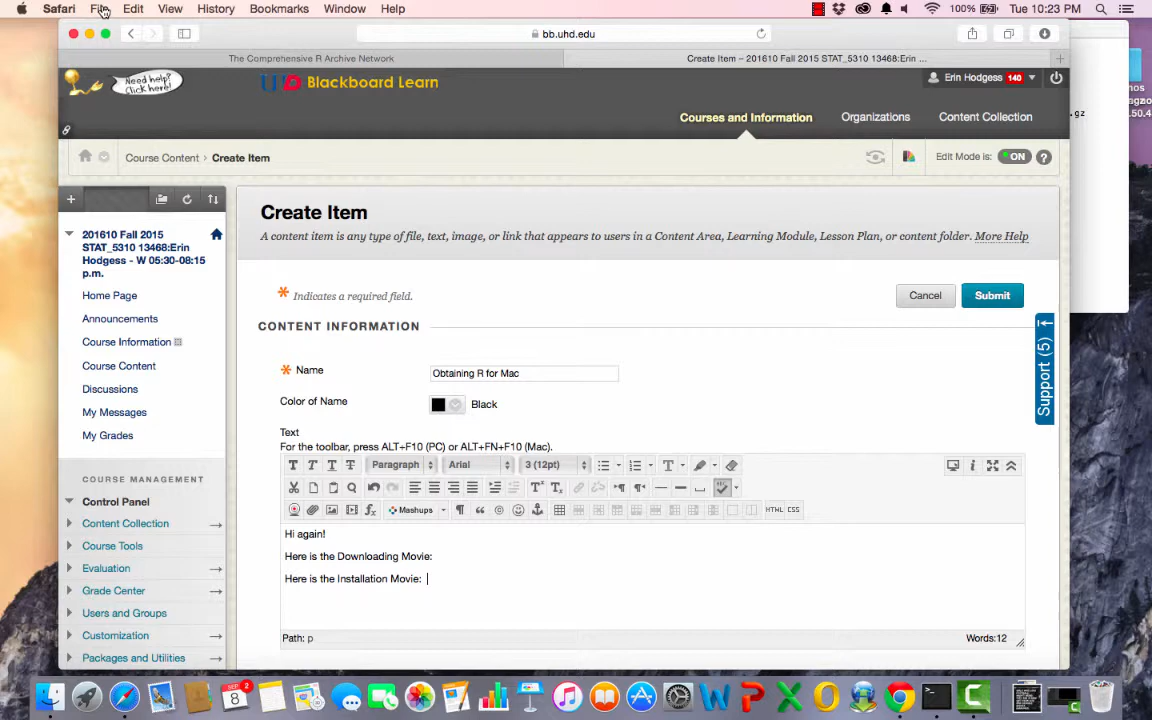 Safari File Edit View History Bookmarks Window Help 100% Tue 10:23 PM
bb.uhd.edu
The Comprehensive R Archive Network Create Item – 201610 Fall 2015 STAT_5310 13468:Erin ...
Need help? Click here! UHD Blackboard Learn Erin Hodgess 140
Courses and Information Organizations Content Collection
.gz
50.4
Course Content > Create Item Edit Mode is: ON ?
201610 Fall 2015
STAT_5310 13468:Erin
Hodgess - W 05:30-08:15
p.m.
Home Page
Announcements
Course Information
Course Content
Discussions
My Messages
My Grades
COURSE MANAGEMENT
Control Panel
Content Collection
Course Tools
Evaluation
Grade Center
Users and Groups
Customization
Packages and Utilities
Create Item
A content item is any type of file, text, image, or link that appears to users in a Content Area, Learning Module, Lesson Plan, or content folder. More Help
* Indicates a required field.
Cancel Submit
CONTENT INFORMATION
* Name Obtaining R for Mac
Color of Name Black
Text
For the toolbar, press ALT+F10 (PC) or ALT+FN+F10 (Mac).
Paragraph Arial 3 (12pt)
Mashups HTML CSS
Hi again!
Here is the Downloading Movie:
Here is the Installation Movie:
Path: p Words:12
Support (5)
SEP 8 2